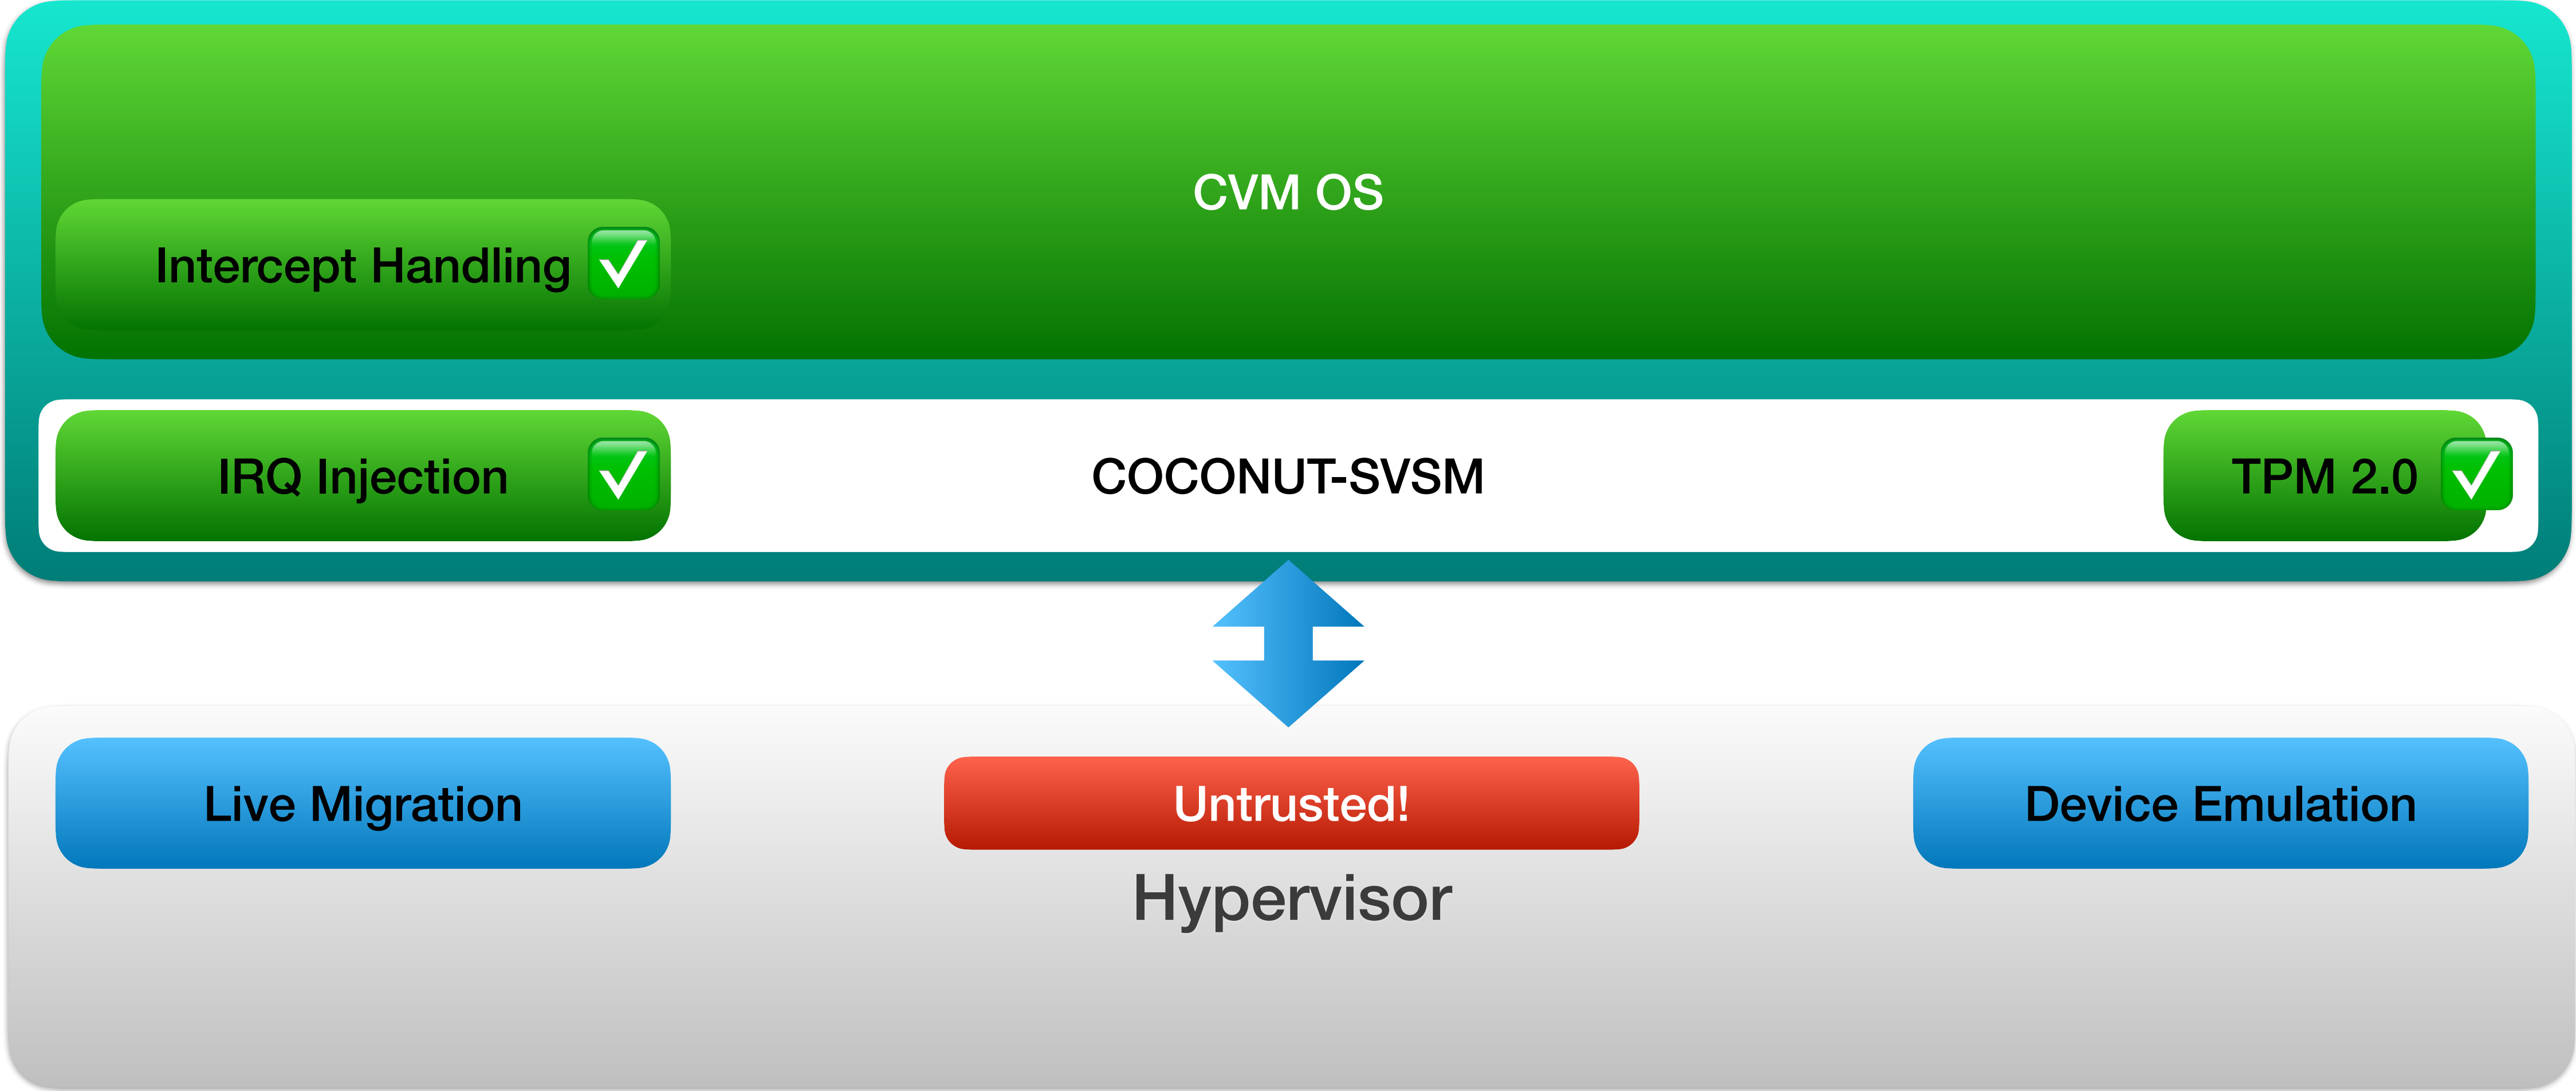 CVM OS
Intercept Handling
IRQ Injection
COCONUT-SVSM
TPM 2.0
Live Migration
Untrusted!
Device Emulation
Hypervisor